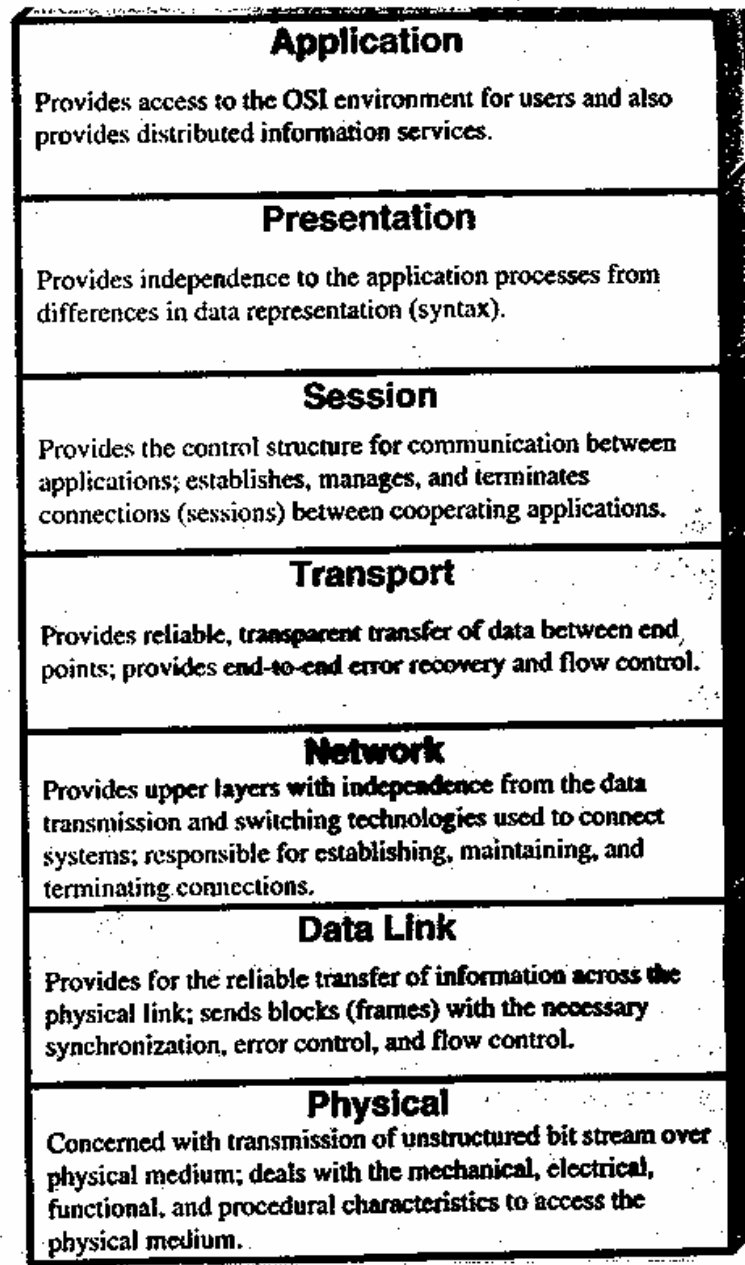 Application
Provides access to the OSI environment for users and also
provides distributed information services.
Presentation
Provides independence to the application processes from
differences in data representation (syntax).
Session
Provides the control structure for communication between
applications; establishes, manages, and terminates
connections (sessions) between cooperating applications.
Transport
Provides reliable, transparent transfer of data between end
points; provides end-to-end error recovery and flow control.
Network
Provides upper layers with independence from the data
transmission and switching technologies used to connect
systems; responsible for establishing, maintaining, and
terminating connections.
Data Link
Provides for the reliable transfer of information across the
physical link; sends blocks (frames) with the necessary
synchronization, error control, and flow control.
Physical
Concerned with transmission of unstructured bit stream over
physical medium; deals with the mechanical, electrical,
functional, and procedural characteristics to access the
physical medium.